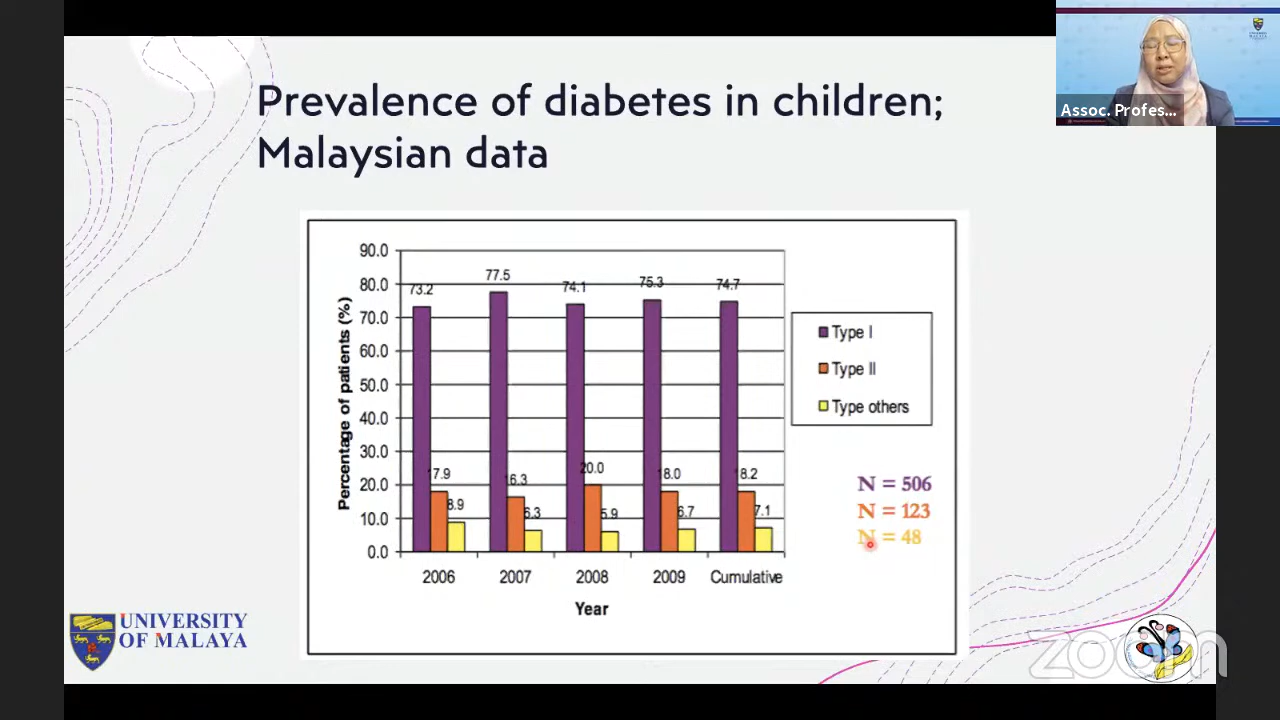 Prevalence of diabetes in children;
Malaysian data
Assoc. Profes...
Percentage of patients (%)
90.0
80.0
70.0
60.0
50.0
40.0
30.0
20.0
10.0
0.0
73.2
77.5
74.1
75.3
74.7
17.9
16.3
20.0
18.0
18.2
8.9
6.3
5.9
6.7
7.1
2006
2007
2008
2009
Cumulative
Year
Type I
Type II
Type others
N = 506
N = 123
N = 48
UNIVERSITY
OF MALAYA
zoom